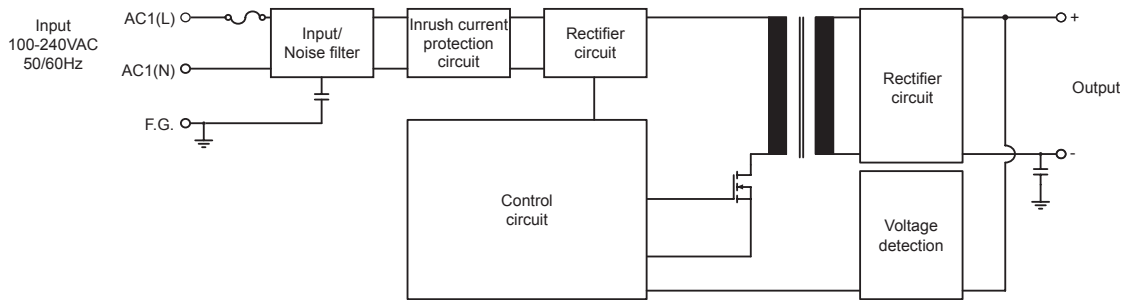 Input
100-240VAC
50/60Hz
AC1(L)
AC1(N)
F.G.
Input/
Noise filter
Inrush current
protection
circuit
Rectifier
circuit
Control
circuit
Rectifier
circuit
Voltage
detection
+
Output
-